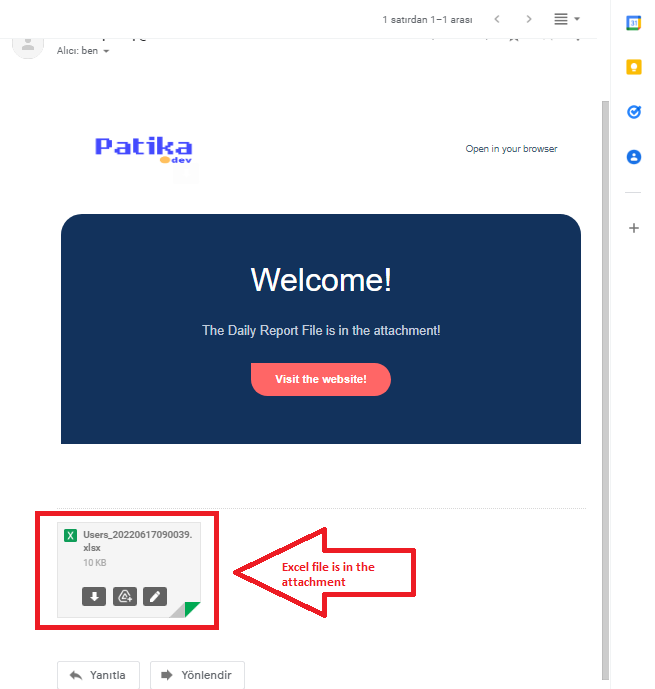 1 satırdan 1–1 arası
Alıcı: ben
31
Patika
dev
Open in your browser
Welcome!
The Daily Report File is in the attachment!
Visit the website!
X Users_20220617090039.
xlsx
10 KB
Excel file is in the
attachment
Yanıtla
Yönlendir